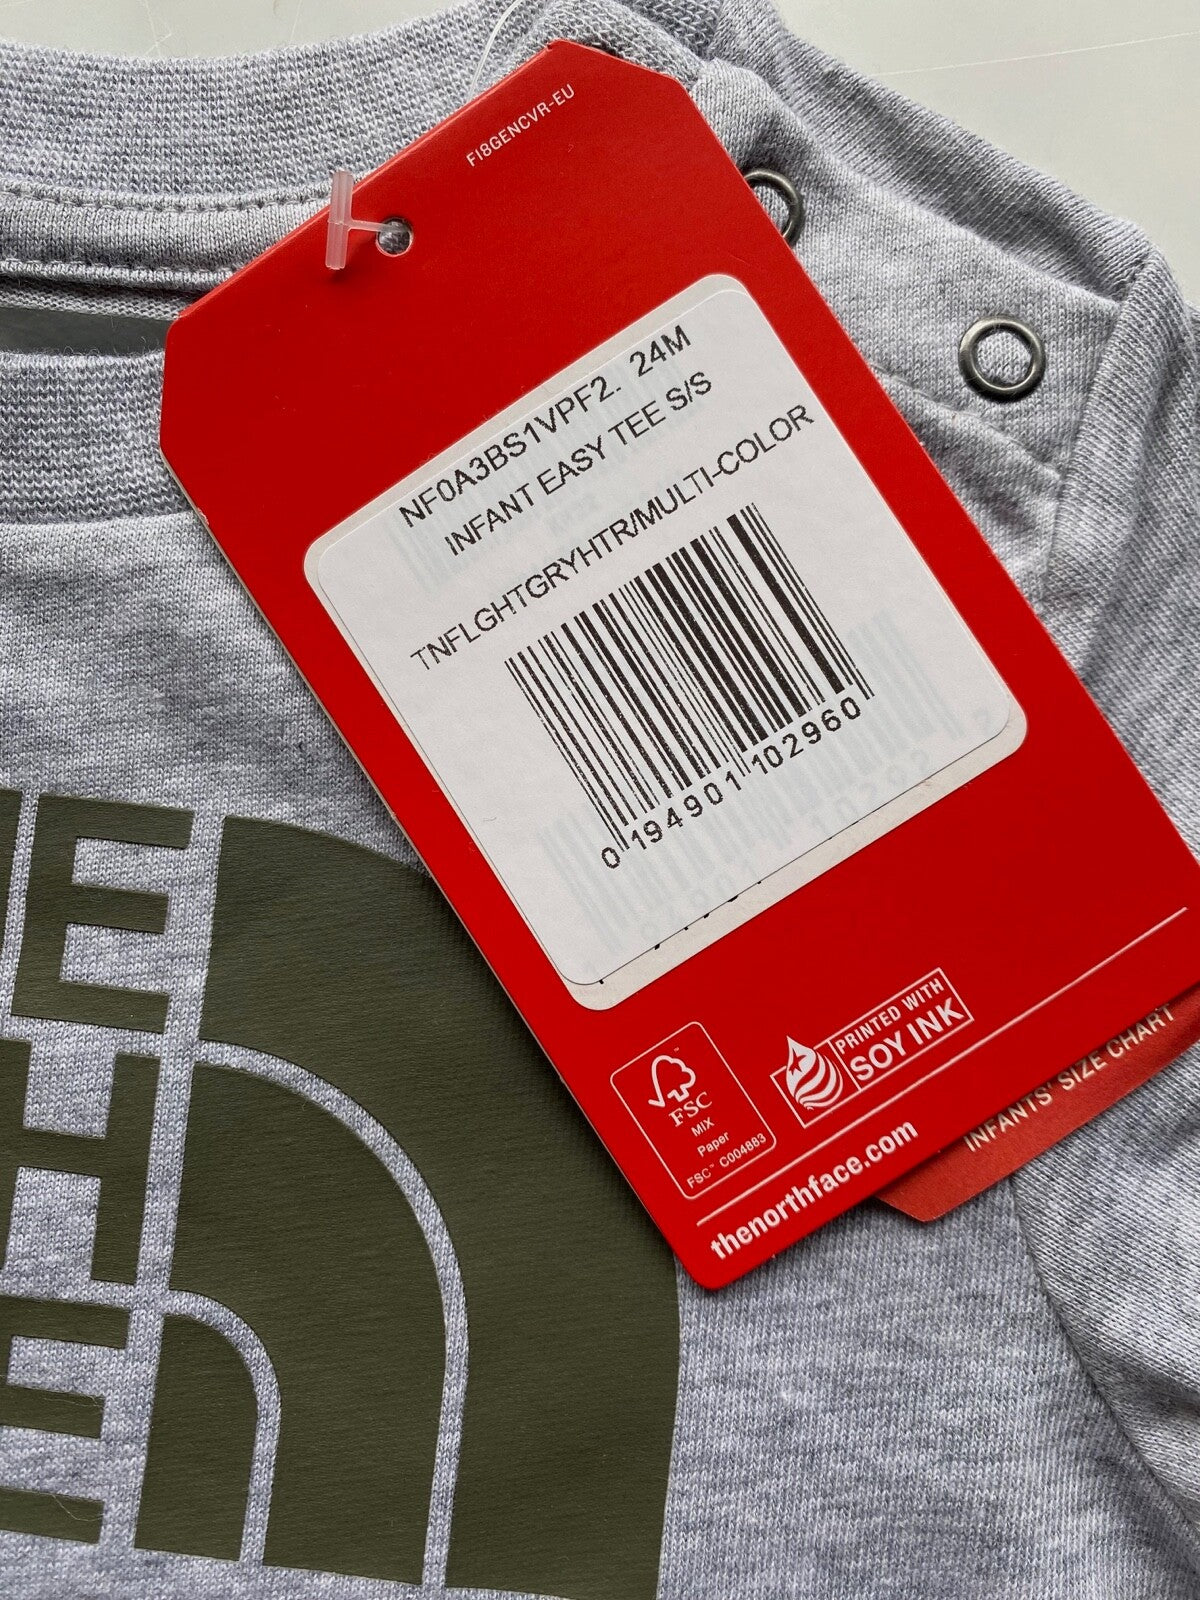 FI8GENCVR-EU
NF0A3BS1VPF2- 24M
INFANT EASY TEE S/S
TNFLGHTGRYHTR/MULTI-COLOR
0 194901 102960
FSC
MIX
Paper
FSC™ C004883
PRINTED WITH
SOY INK
thenorthface.com
INFANTS' SIZE CHART